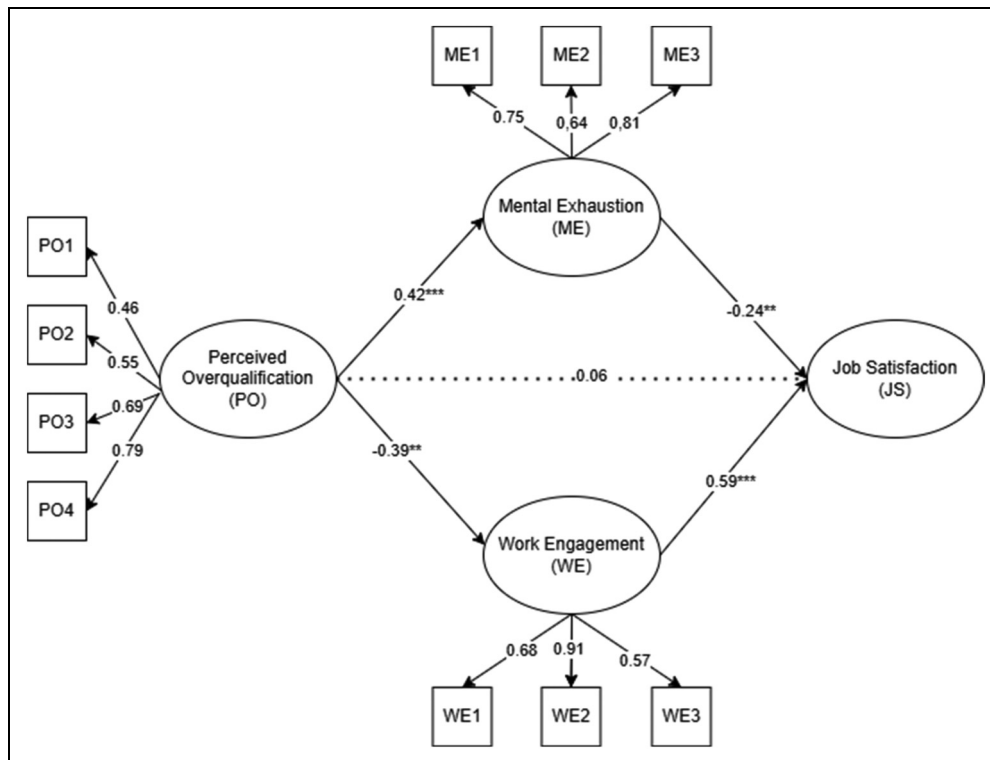 ME1
ME2
ME3
0.75
0,64
0,81
Mental Exhaustion
(ME)
PO1
PO2
PO3
PO4
0.46
0.55
0.69
0.79
Perceived
Overqualification
(PO)
0.42***
-0.24**
-0.06
Job Satisfaction
(JS)
-0.39**
0.59***
Work Engagement
(WE)
0.68
0.91
0.57
WE1
WE2
WE3